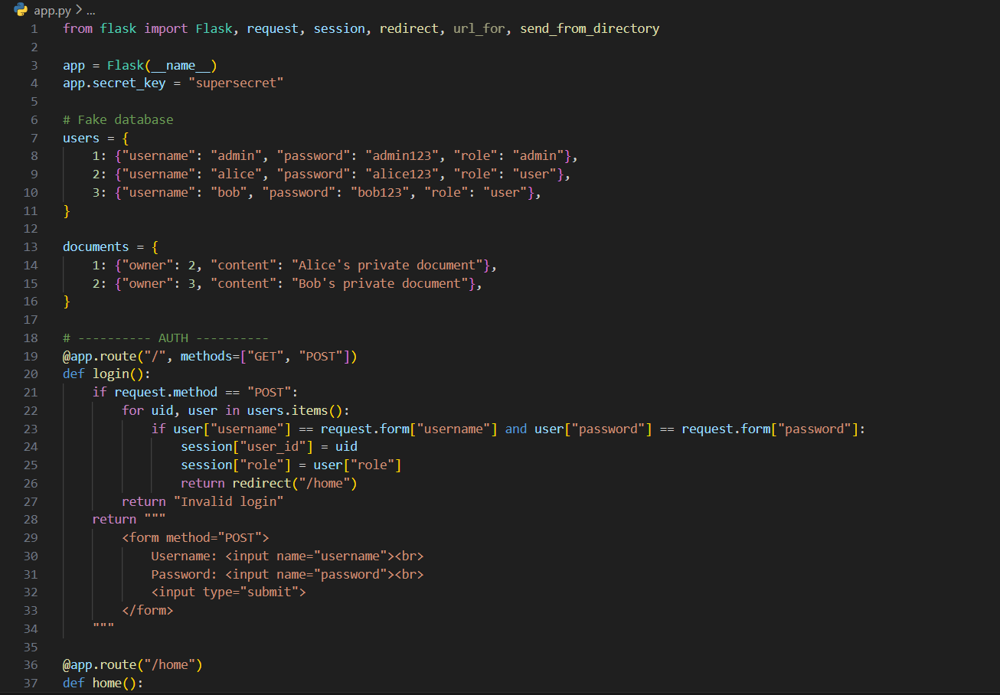 app.py > ...
1 from flask import Flask, request, session, redirect, url_for, send_from_directory
2
3 app = Flask(__name__)
4 app.secret_key = "supersecret"
5
6 # Fake database
7 users = {
8     1: {"username": "admin", "password": "admin123", "role": "admin"},
9     2: {"username": "alice", "password": "alice123", "role": "user"},
10     3: {"username": "bob", "password": "bob123", "role": "user"},
11 }
12
13 documents = {
14     1: {"owner": 2, "content": "Alice's private document"},
15     2: {"owner": 3, "content": "Bob's private document"},
16 }
17
18 # ---------- AUTH ----------
19 @app.route("/", methods=["GET", "POST"])
20 def login():
21     if request.method == "POST":
22         for uid, user in users.items():
23             if user["username"] == request.form["username"] and user["password"] == request.form["password"]:
24                 session["user_id"] = uid
25                 session["role"] = user["role"]
26                 return redirect("/home")
27         return "Invalid login"
28     return """
29         <form method="POST">
30             Username: <input name="username"><br>
31             Password: <input name="password"><br>
32             <input type="submit">
33         </form>
34     """
35
36 @app.route("/home")
37 def home():